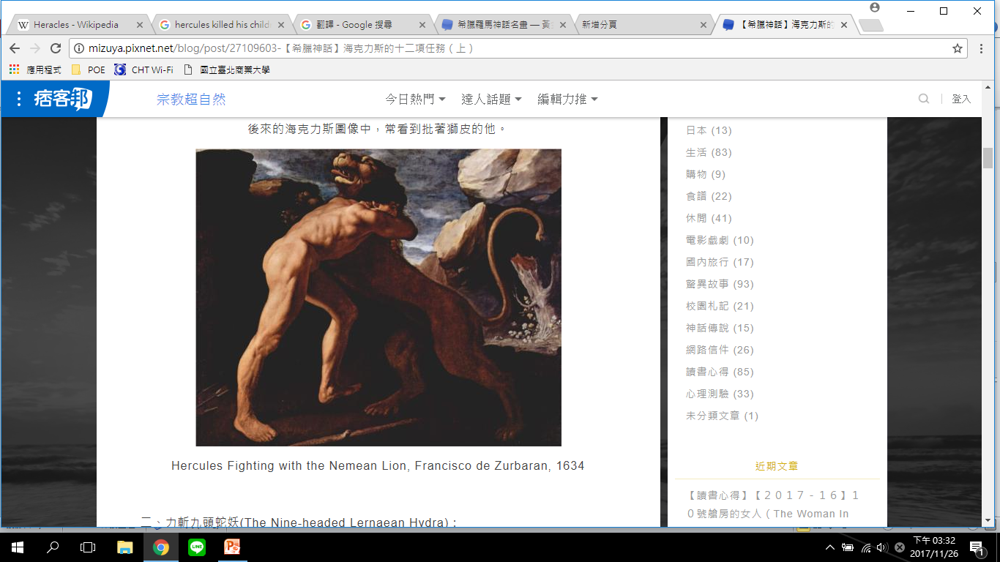 Heracles - Wikipedia
hercules killed his child
翻譯 - Google 搜尋
希臘羅馬神話名畫 — 黃
新增分頁
【希臘神話】海克力斯的
mizuya.pixnet.net/blog/post/27109603-【希臘神話】海克力斯的十二項任務（上）
應用程式 POE CHT Wi-Fi 國立臺北商業大學
痞客邦 宗教超自然 今日熱門 達人話題 編輯力推 登入
後來的海克力斯圖像中，常看到批著獅皮的他。
Hercules Fighting with the Nemean Lion, Francisco de Zurbaran, 1634
二、力斬九頭蛇妖(The Nine-headed Lernaean Hydra)：
日本 (13)
生活 (83)
購物 (9)
食譜 (22)
休閒 (41)
電影戲劇 (10)
國內旅行 (17)
驚異故事 (93)
校園札記 (21)
神話傳說 (15)
網路信件 (26)
讀書心得 (85)
心理測驗 (33)
未分類文章 (1)
近期文章
【讀書心得】【２０１７－１６】１
０號艙房的女人（The Woman In
下午 03:32
2017/11/26
1